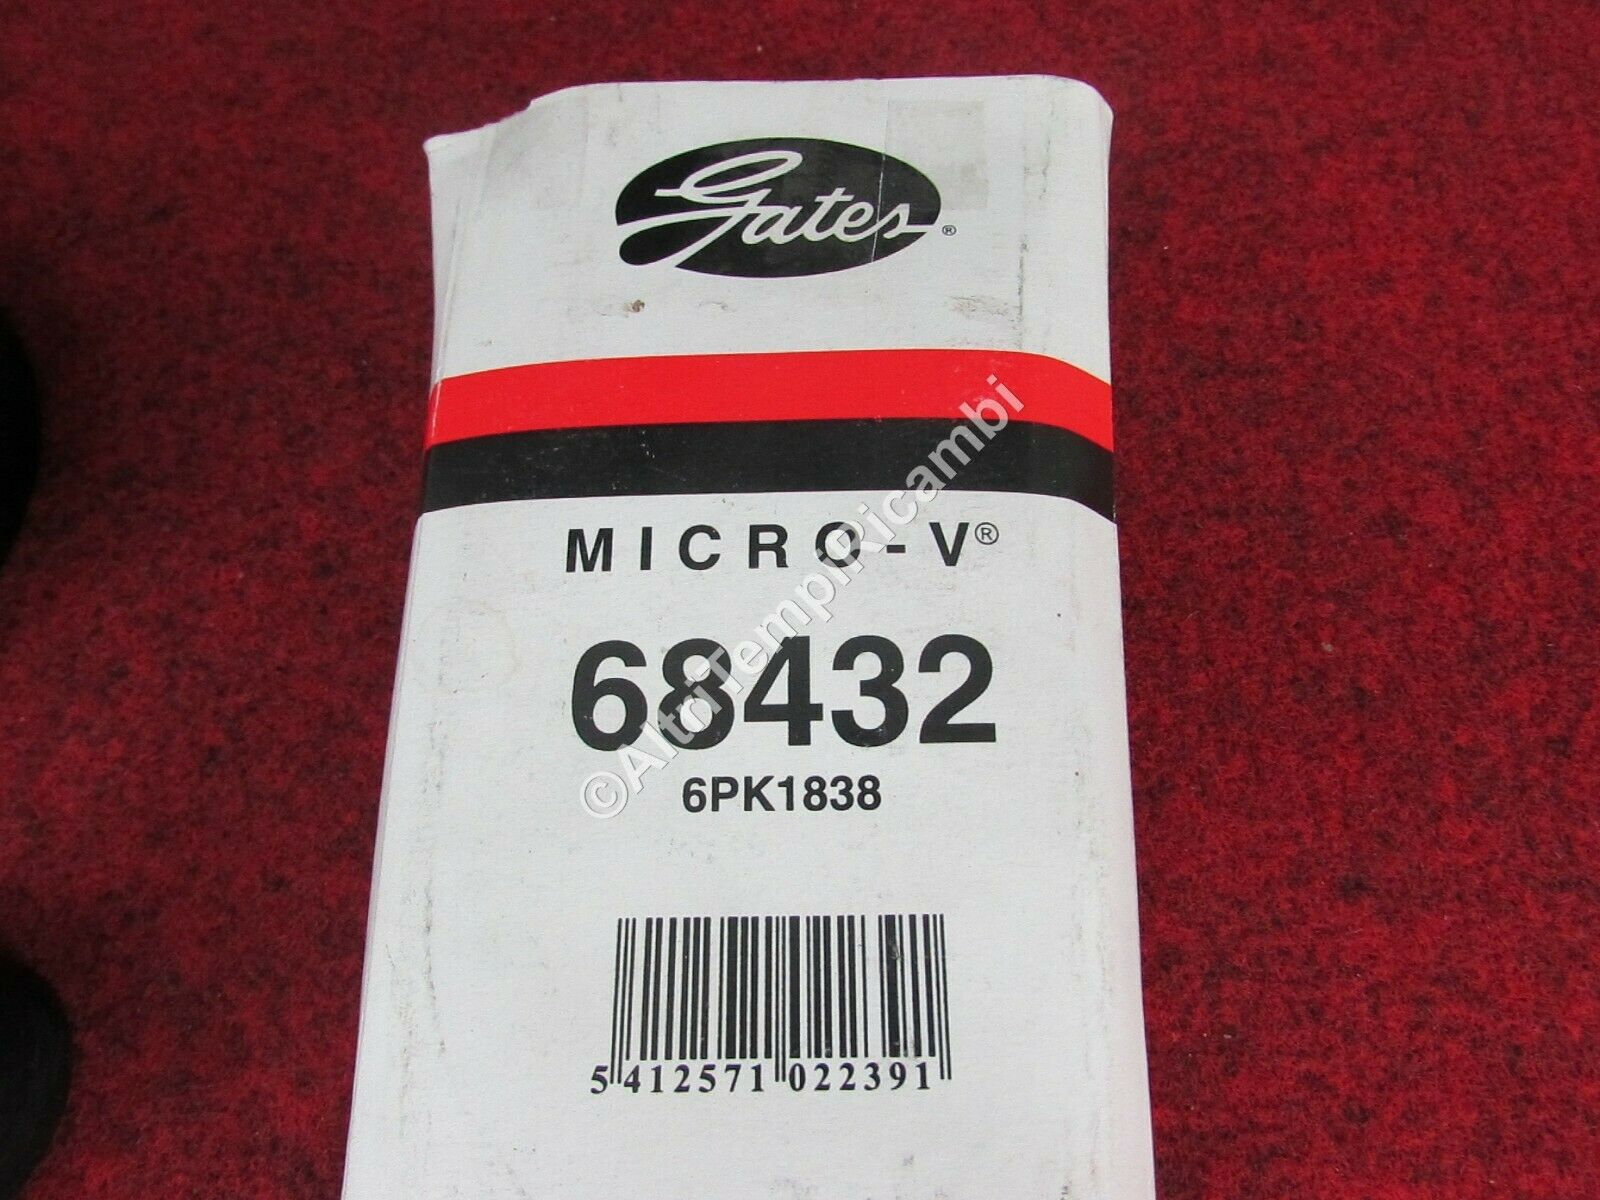 Gates®
MICRO-V®
68432
6PK1838
5 412571 022391
©AltriTempiRicambi